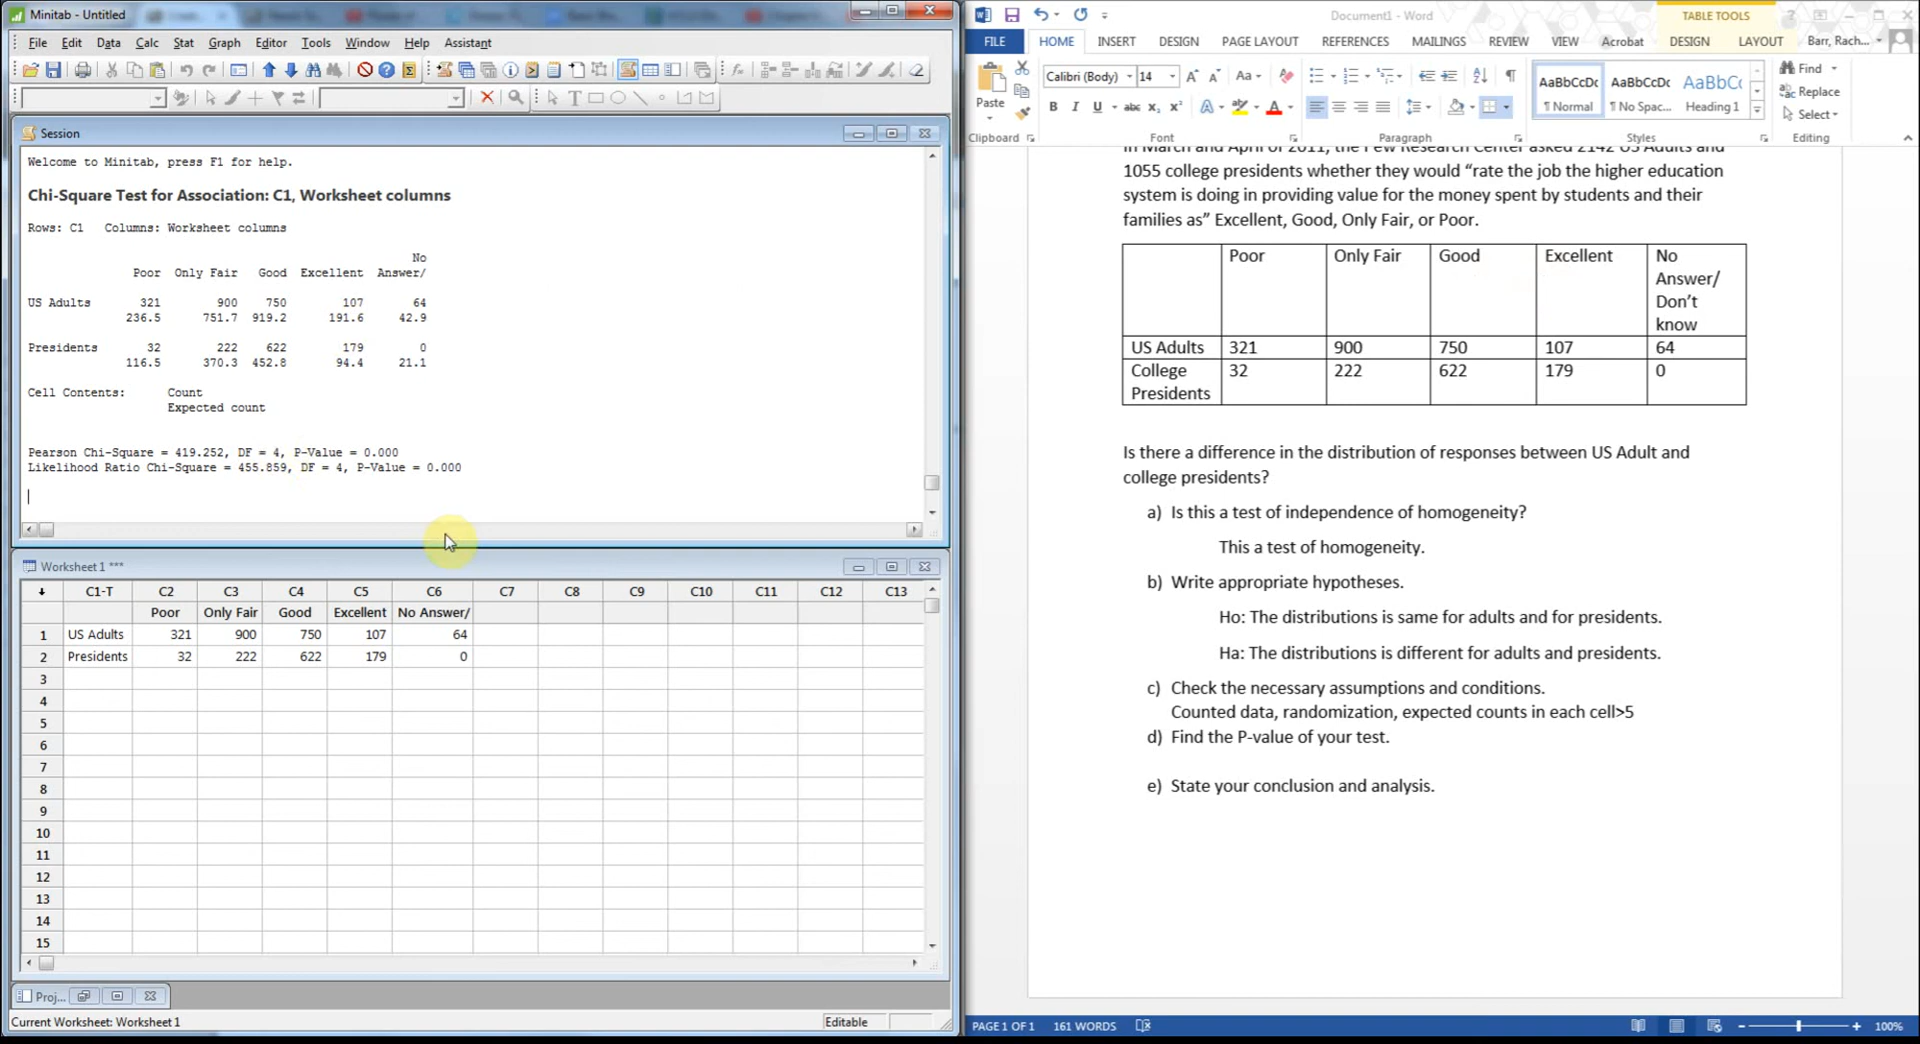 Minitab - Untitled
File Edit Data Calc Stat Graph Editor Tools Window Help Assistant
Session
Welcome to Minitab, press F1 for help.
Chi-Square Test for Association: C1, Worksheet columns
Rows: C1 Columns: Worksheet columns
No
Poor Only Fair Good Excellent Answer/
US Adults 321 900 750 107 64
236.5 751.7 919.2 191.6 42.9
Presidents 32 222 622 179 0
116.5 370.3 452.8 94.4 21.1
Cell Contents: Count
Expected count
Pearson Chi-Square = 419.252, DF = 4, P-Value = 0.000
Likelihood Ratio Chi-Square = 455.859, DF = 4, P-Value = 0.000
Worksheet 1 ***
C1-T C2 C3 C4 C5 C6 C7 C8 C9 C10 C11 C12 C13
Poor Only Fair Good Excellent No Answer/
1 US Adults 321 900 750 107 64
2 Presidents 32 222 622 179 0
3
4
5
6
7
8
9
10
11
12
13
14
15
Proj...
Current Worksheet: Worksheet 1 Editable
Document1 - Word TABLE TOOLS
FILE HOME INSERT DESIGN PAGE LAYOUT REFERENCES MAILINGS REVIEW VIEW Acrobat DESIGN LAYOUT Barr, Rach...
Paste Calibri (Body) 14 AaBbCcDc AaBbCcDc AaBbCc Find
¶ Normal ¶ No Spac... Heading 1 Replace
Select
Clipboard Font Paragraph Styles Editing
In March and April of 2011, the Pew Research Center asked 2142 US Adults and
1055 college presidents whether they would “rate the job the higher education
system is doing in providing value for the money spent by students and their
families as” Excellent, Good, Only Fair, or Poor.
Poor Only Fair Good Excellent No
Answer/
Don’t
know
US Adults 321 900 750 107 64
College 32 222 622 179 0
Presidents
Is there a difference in the distribution of responses between US Adult and
college presidents?
a) Is this a test of independence of homogeneity?
This a test of homogeneity.
b) Write appropriate hypotheses.
Ho: The distributions is same for adults and for presidents.
Ha: The distributions is different for adults and presidents.
c) Check the necessary assumptions and conditions.
Counted data, randomization, expected counts in each cell>5
d) Find the P-value of your test.
e) State your conclusion and analysis.
PAGE 1 OF 1 161 WORDS 100%